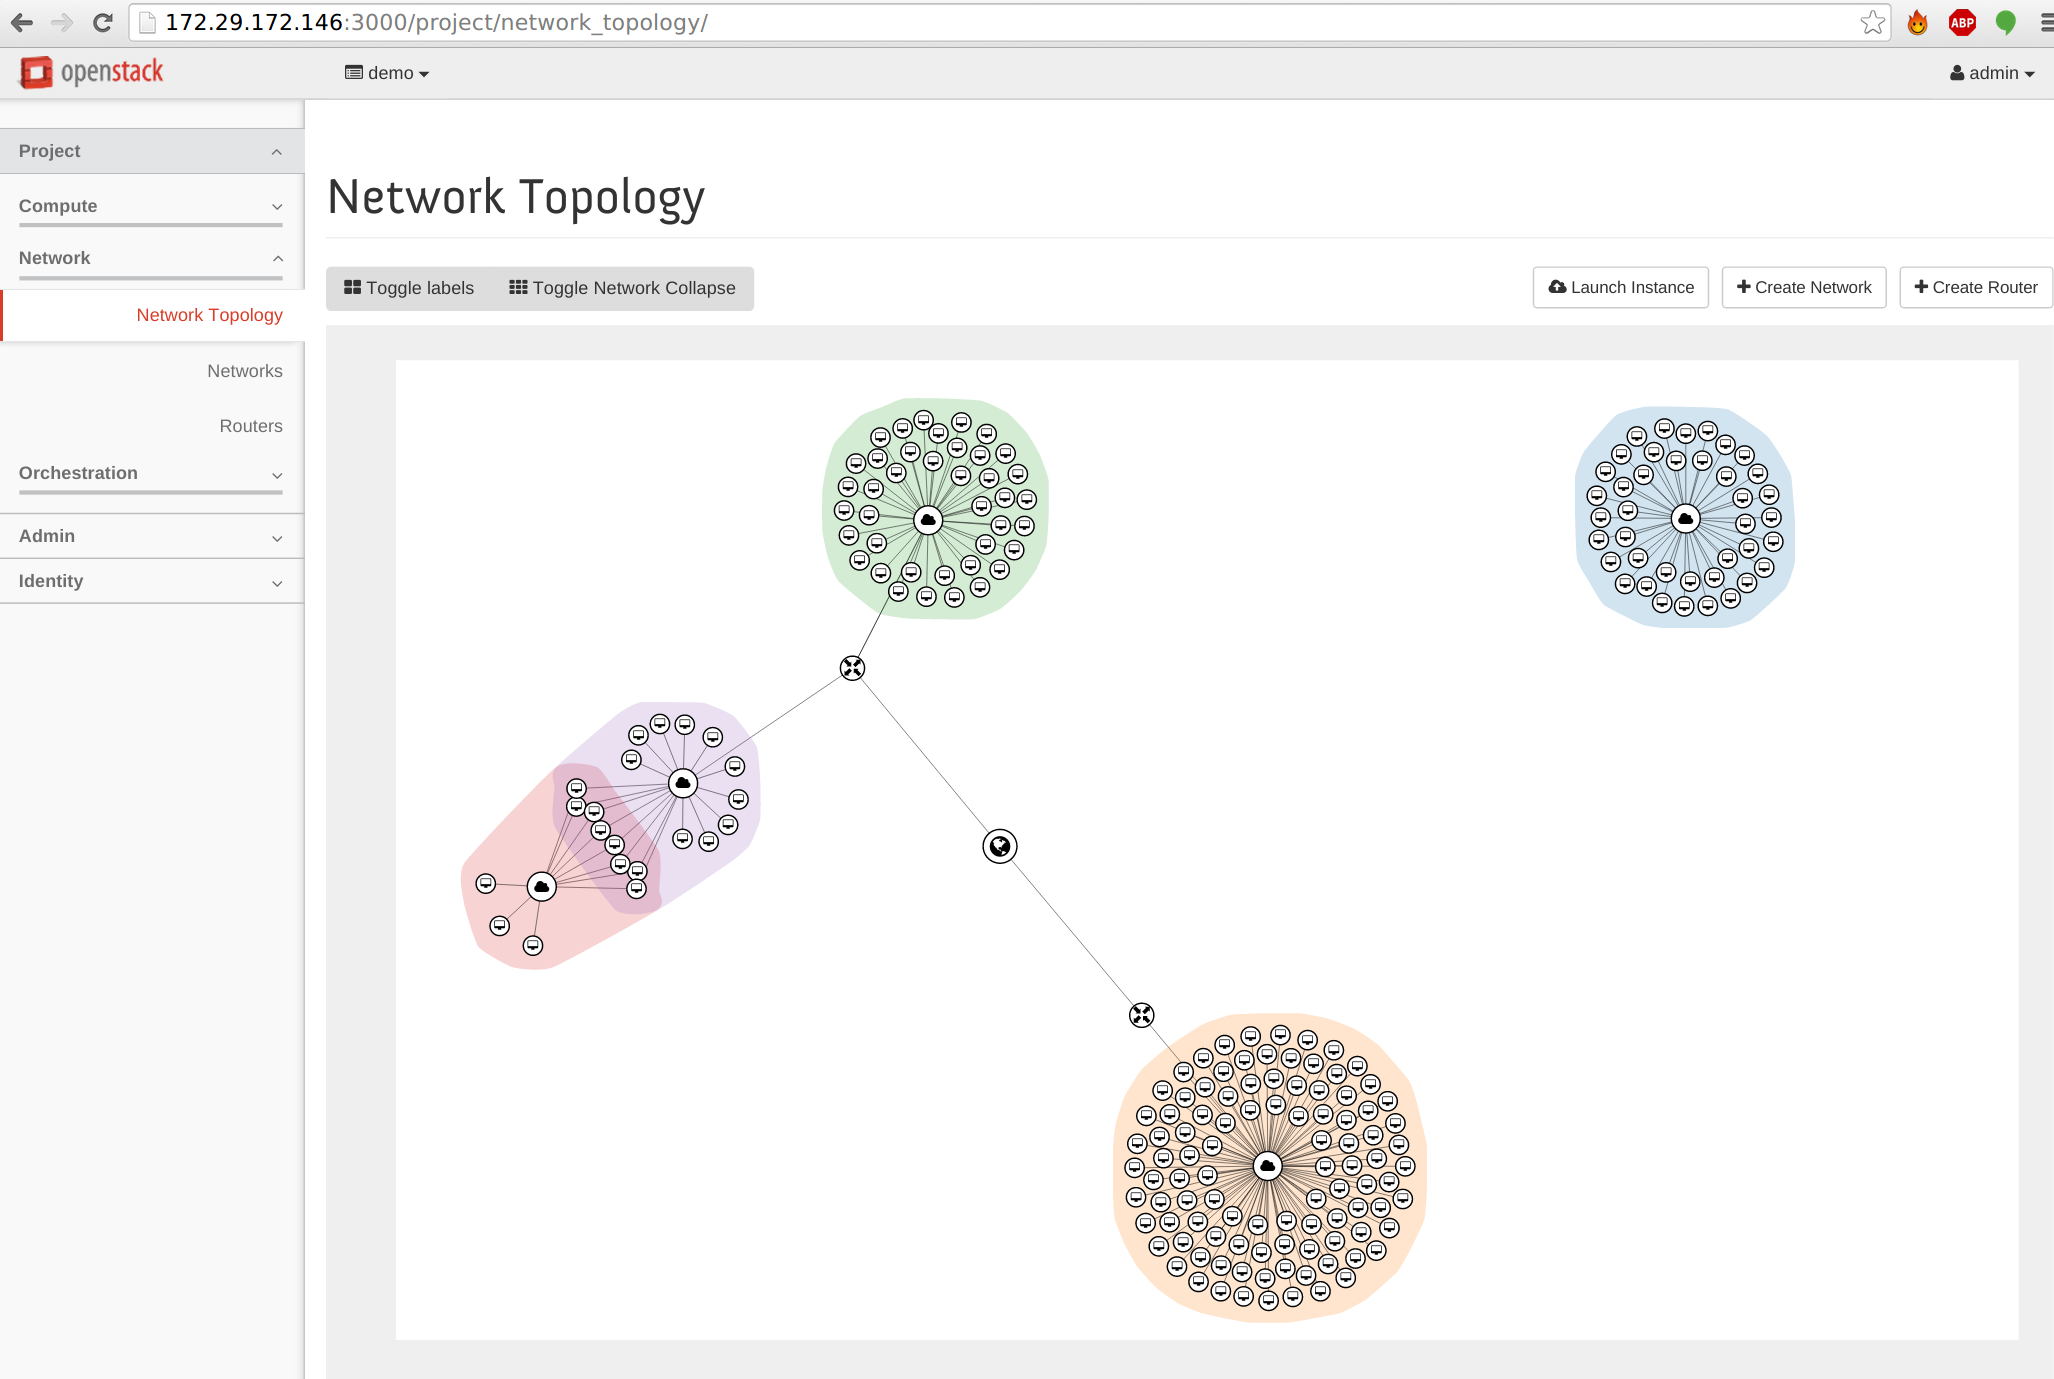 172.29.172.146:3000/project/network_topology/
ABP
openstack
demo
admin
Project
Compute
Network
Network Topology
Networks
Routers
Orchestration
Admin
Identity
Network Topology
Toggle labels
Toggle Network Collapse
Launch Instance
Create Network
Create Router